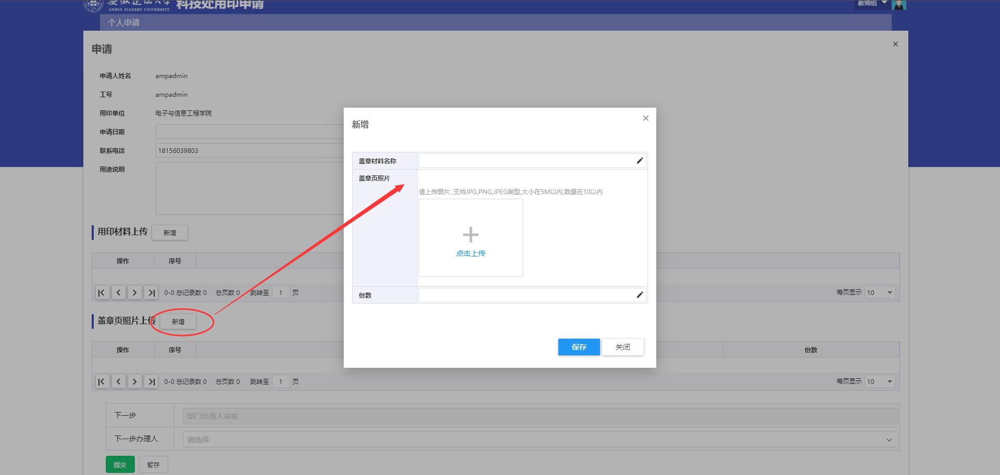 ANHUI JIANZHU UNIVERSITY
科技处用印申请
教师组
个人申请
申请
申请人姓名 ampadmin
工号 ampadmin
用印单位 电子与信息工程学院
申请日期
联系电话 18156039803
用途说明
用印材料上传 新增
操作 序号
0-0 总记录数 0 总页数 0 跳转至 1 页 每页显示 10
盖章页照片上传 新增
操作 序号 份数
0-0 总记录数 0 总页数 0 跳转至 1 页 每页显示 10
下一步 部门负责人审核
下一步办理人 请选择
提交 暂存
新增
盖章材料名称
盖章页照片
请上传图片, 支持JPG,PNG,JPEG类型,大小在5M以内,数量在10以内
点击上传
份数
保存 关闭